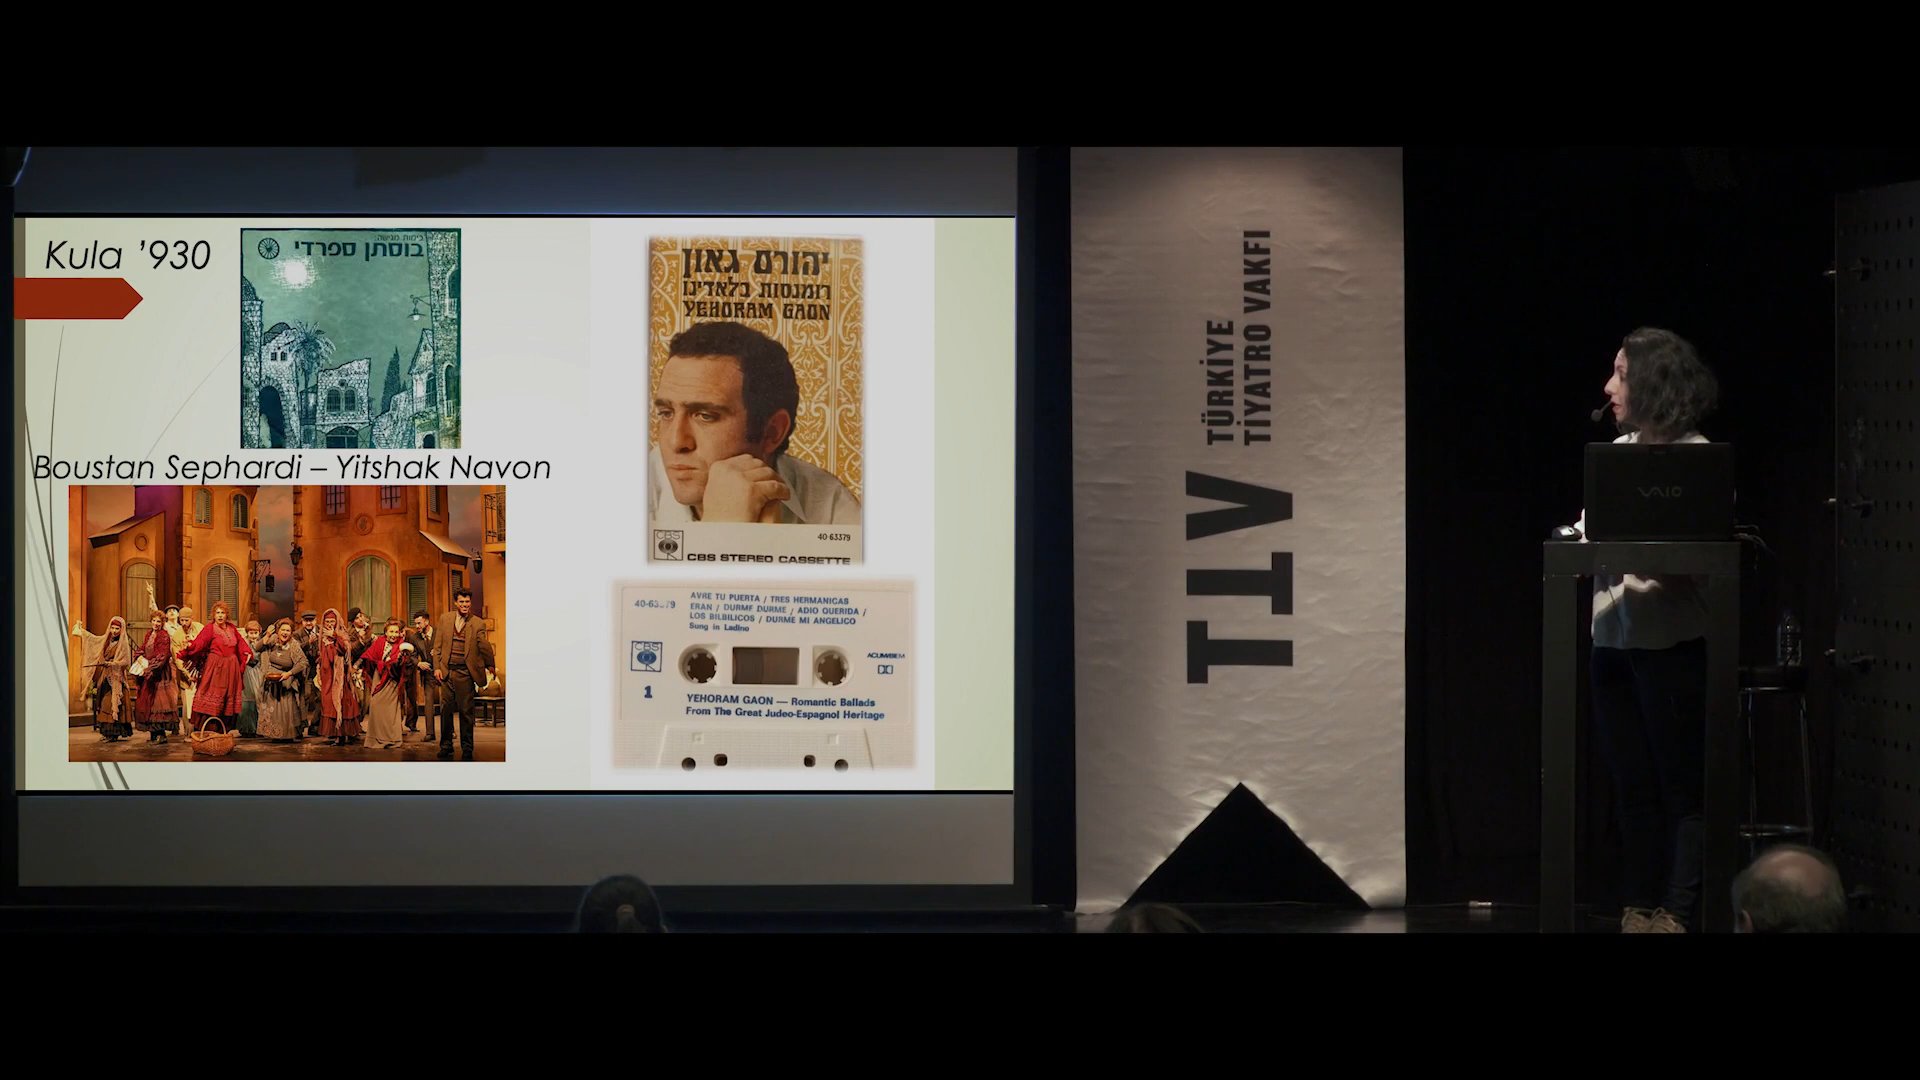 Kula ’930
בימות מגישה:
בוסתן ספרדי
Boustan Sephardi – Yitshak Navon
יהורם גאון
רומנסות בלאדינו
YEHORAM GAON
CBS
40 63379
CBS STEREO CASSETTE
AVRE TU PUERTA / TRES HERMANICAS
ERAN / DURME DURME / ADIO QUERIDA /
LOS BILBILICOS / DURME MI ANGELICO
Sung in Ladino
CBS
1
YEHORAM GAON — Romantic Ballads
From The Great Judeo-Espagnol Heritage
TÜRKİYE
TİYATRO VAKFI
TTV
VAIO